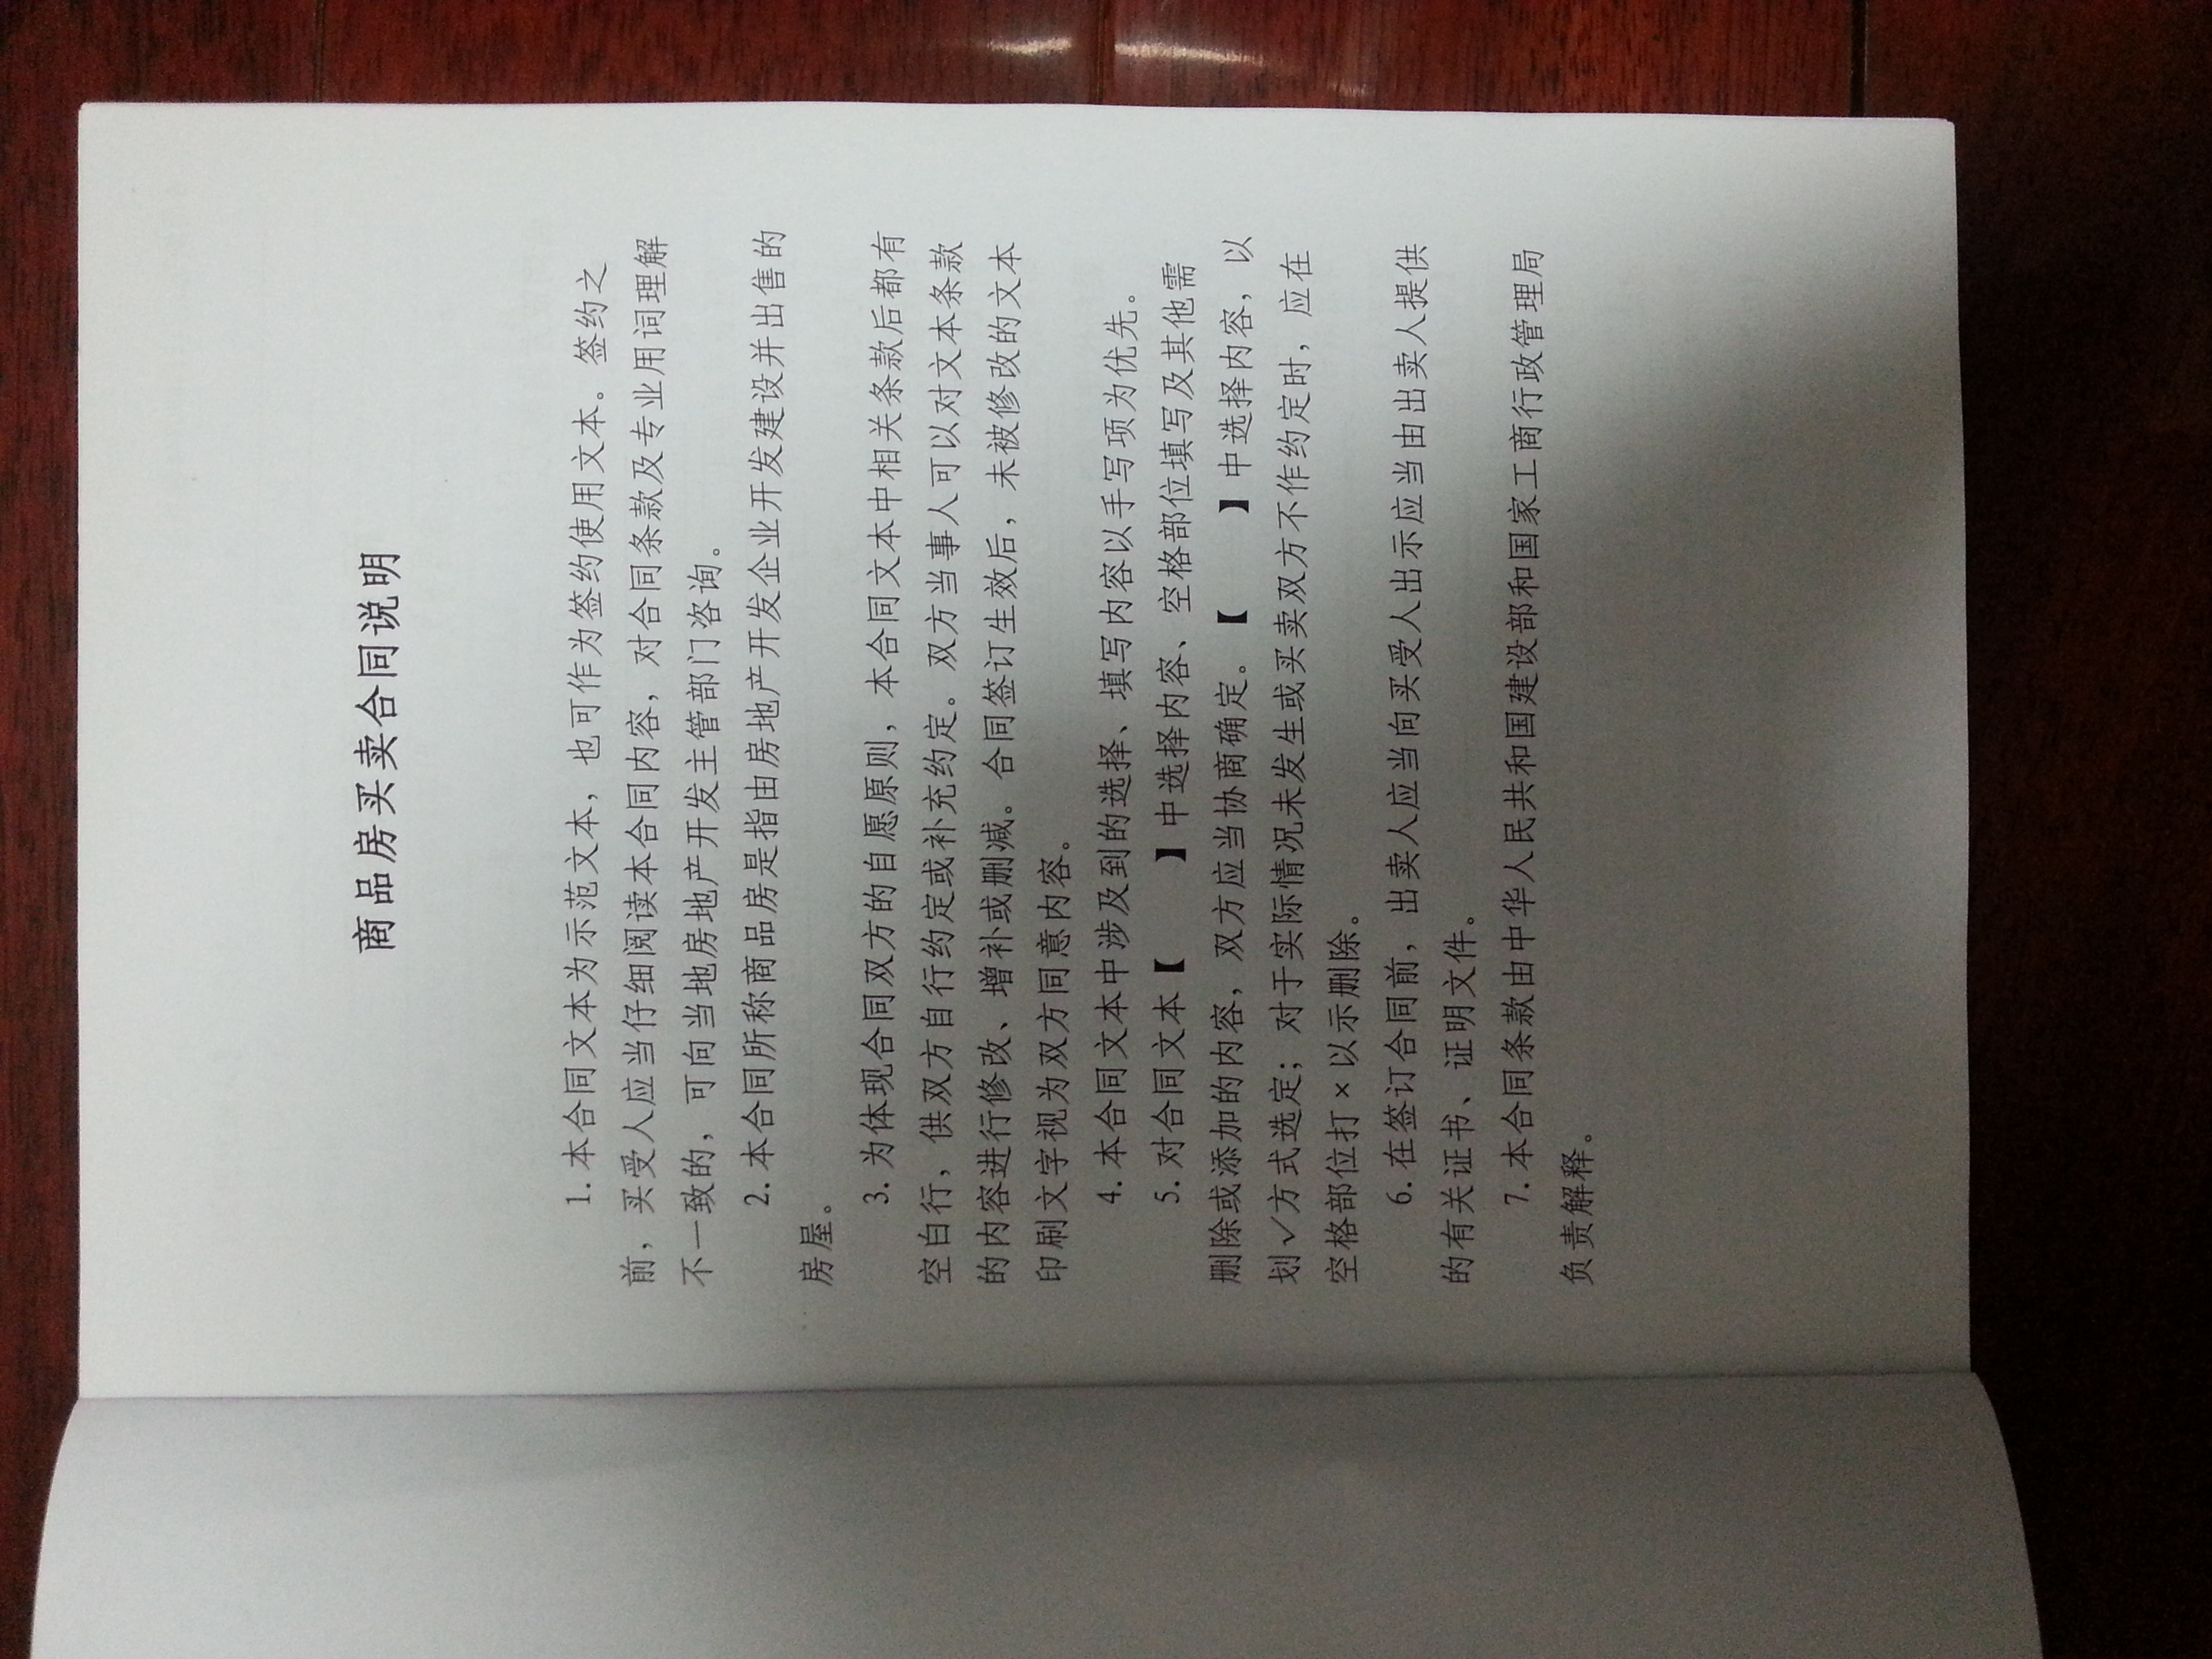 商品房买卖合同说明
1. 本合同文本为示范文本，也可作为签约使用文本。签约之
前，买受人应当仔细阅读本合同内容，对合同条款及专业用词理解
不一致的，可向当地房地产开发主管部门咨询。
2. 本合同所称商品房是指由房地产开发企业开发建设并出售的
房屋。
3. 为体现合同双方的自愿原则，本合同文本中相关条款后都有
空白行，供双方自行约定或补充约定。双方当事人可以对文本条款
的内容进行修改、增补或删减。合同签订生效后，未被修改的文本
印刷文字视为双方同意内容。
4. 本合同文本中涉及到的选择、填写内容以手写项为优先。
5. 对合同文本【　　】中选择内容、空格部位填写及其他需
删除或添加的内容，双方应当协商确定。【　　】中选择内容，以
划√方式选定；对于实际情况未发生或买卖双方不作约定时，应在
空格部位打×以示删除。
6. 在签订合同前，出卖人应当向买受人出示应当由出卖人提供
的有关证书、证明文件。
7. 本合同条款由中华人民共和国建设部和国家工商行政管理局
负责解释。